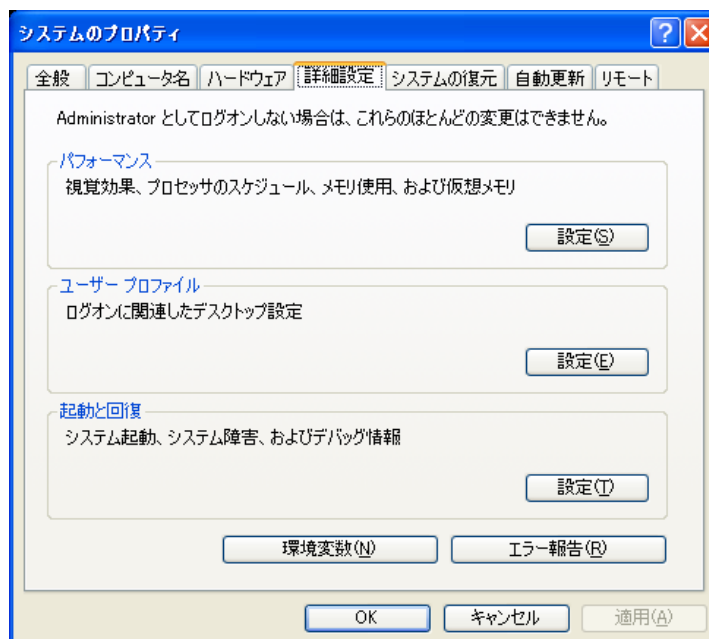 システムのプロパティ
全般 コンピュータ名 ハードウェア 詳細設定 システムの復元 自動更新 リモート
Administrator としてログオンしない場合は、これらのほとんどの変更はできません。
パフォーマンス
視覚効果、プロセッサのスケジュール、メモリ使用、および仮想メモリ
設定(S)
ユーザー プロファイル
ログオンに関連したデスクトップ設定
設定(E)
起動と回復
システム起動、システム障害、およびデバッグ情報
設定(T)
環境変数(N) エラー報告(R)
OK キャンセル 適用(A)